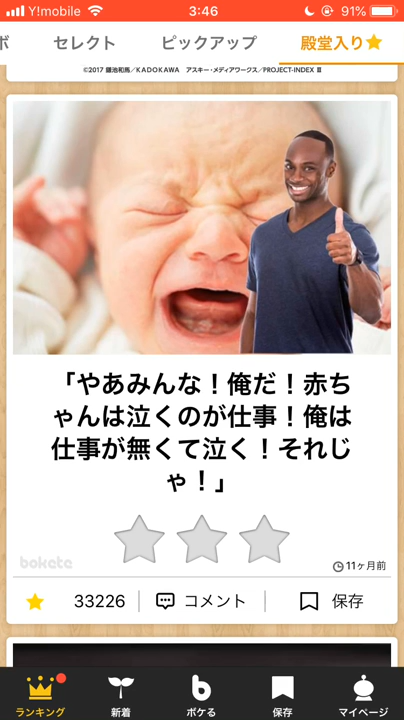 Y!mobile 3:46 91%
ボ セレクト ピックアップ 殿堂入り
©2017 鎌池和馬／KADOKAWA アスキー・メディアワークス／PROJECT-INDEX Ⅲ
「やあみんな！俺だ！赤ち
ゃんは泣くのが仕事！俺は
仕事が無くて泣く！それじ
ゃ！」
bokete 11ヶ月前
33226 コメント 保存
ランキング 新着 ボケる 保存 マイページ